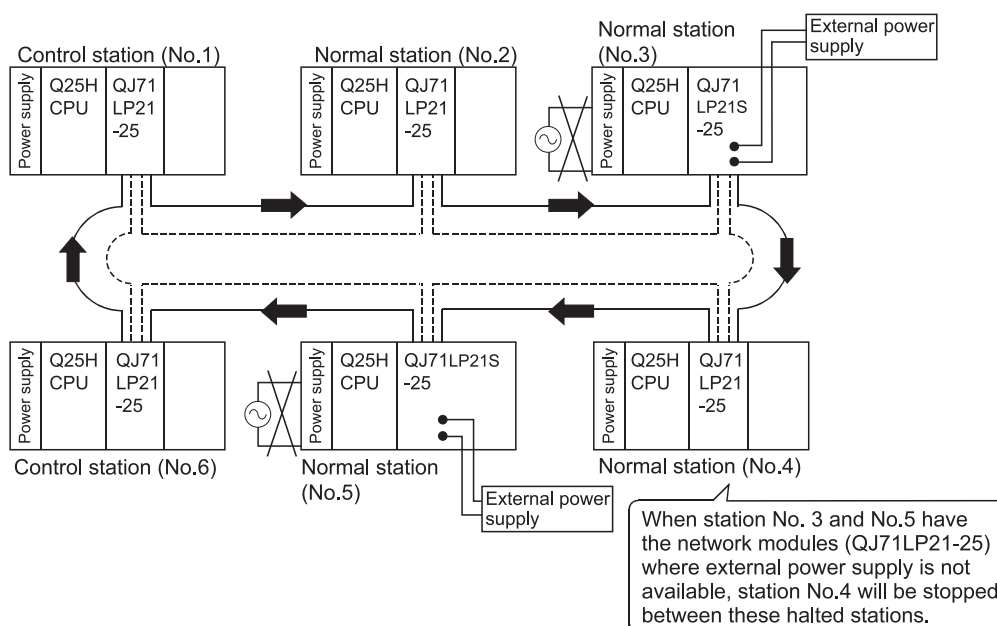 Control station (No.1)
Power supply
Q25H
CPU
QJ71
LP21
-25
Normal station (No.2)
Power supply
Q25H
CPU
QJ71
LP21
-25
Normal station
(No.3)
Power supply
Q25H
CPU
QJ71
LP21S
-25
External power
supply
Power supply
Q25H
CPU
QJ71
LP21
-25
Control station (No.6)
Power supply
Q25H
CPU
QJ71LP21S
-25
Normal station
(No.5)
External power
supply
Power supply
Q25H
CPU
QJ71
LP21
-25
Normal station (No.4)
When station No. 3 and No.5 have
the network modules (QJ71LP21-25)
where external power supply is not
available, station No.4 will be stopped
between these halted stations.